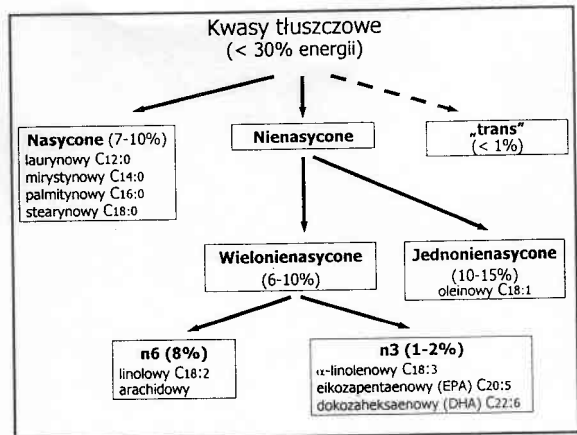 Kwasy tłuszczowe
(< 30% energii)
Nasycone (7-10%)
laurynowy C12:0
mirystynowy C14:0
palmitynowy C16:0
stearynowy C18:0
Nienasycone
„trans"
(< 1%)
Wielonienasycone
(6-10%)
Jednonienasycone
(10-15%)
oleinowy C18:1
n6 (8%)
linolowy C18:2
arachidowy
n3 (1-2%)
α-linolenowy C18:3
eikozapentaenowy (EPA) C20:5
dokozaheksaenowy (DHA) C22:6